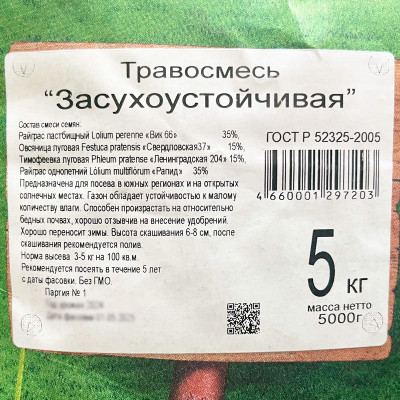 Травосмесь
“Засухоустойчивая”
Состав смеси семян:
Райграс пастбищный Lolium perenne «Вик 66» 35%,
Овсяница луговая Festuca pratensis «Свердловская37» 15%,
Тимофеевка луговая Phleum pratense «Ленинградская 204» 15%,
Райграс однолетний Lolium multiflorum «Рапид» 35%
Предназначена для посева в южных регионах и на открытых
солнечных местах. Газон обладает устойчивостью к малому
количеству влаги. Способен произрастать на относительно
бедных почвах, хорошо отзывчив на внесение удобрений.
Хорошо переносит зимы. Высота скашивания 6-8 см, после
скашивания рекомендуется полив.
Норма высева 3-5 кг на 100 кв.м.
Рекомендуется посеять в течение 5 лет
с даты фасовки. Без ГМО.
Партия № 1
ГОСТ Р 52325-2005
4 660001 297203
5 кг
масса нетто
5000г